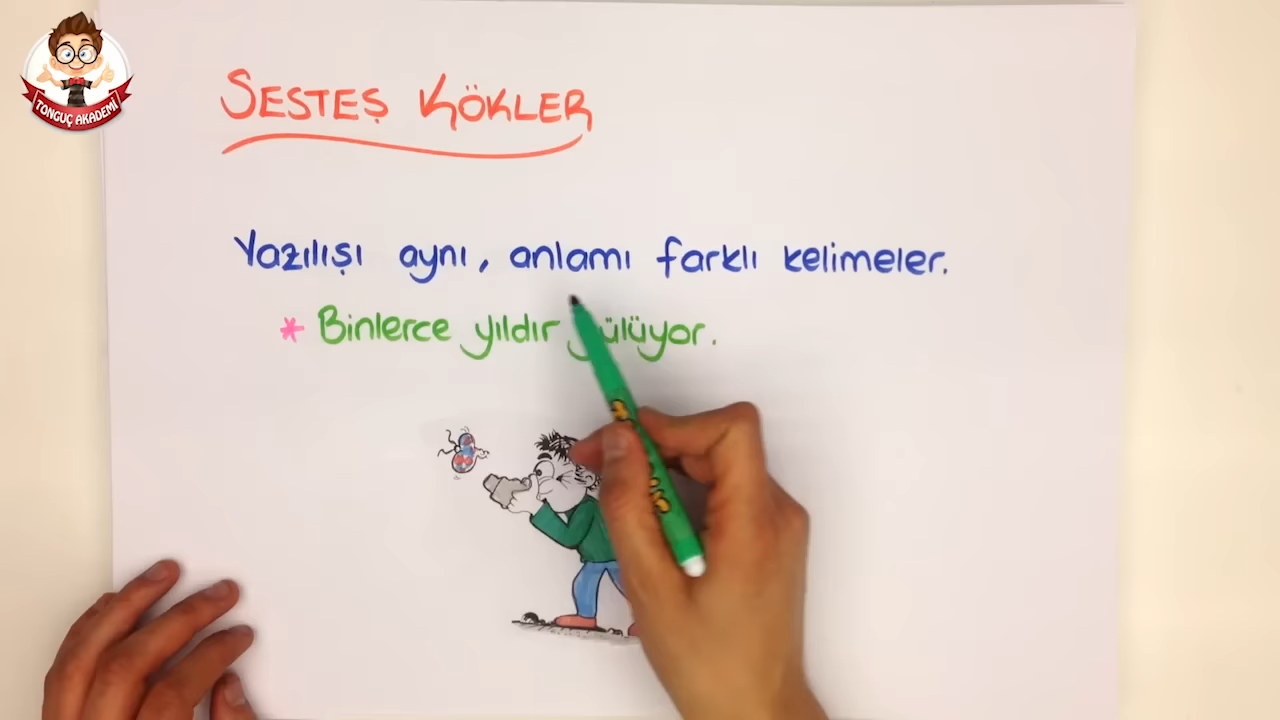 TONGUÇ AKADEMİ
SESTEŞ KÖKLER
Yazılışı aynı, anlamı farklı kelimeler.
* Binlerce yıldır